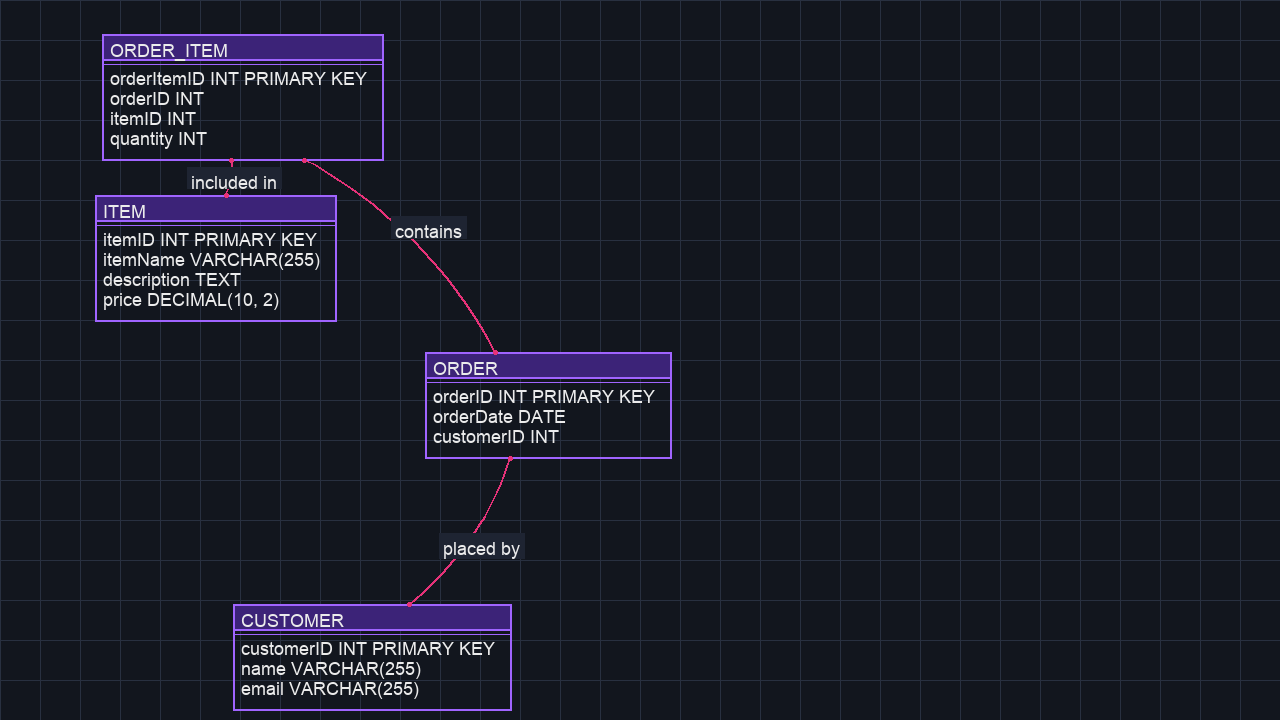 ORDER_ITEM
orderItemID INT PRIMARY KEY
orderID INT
itemID INT
quantity INT
included in
ITEM
itemID INT PRIMARY KEY
itemName VARCHAR(255)
description TEXT
price DECIMAL(10, 2)
contains
ORDER
orderID INT PRIMARY KEY
orderDate DATE
customerID INT
placed by
CUSTOMER
customerID INT PRIMARY KEY
name VARCHAR(255)
email VARCHAR(255)